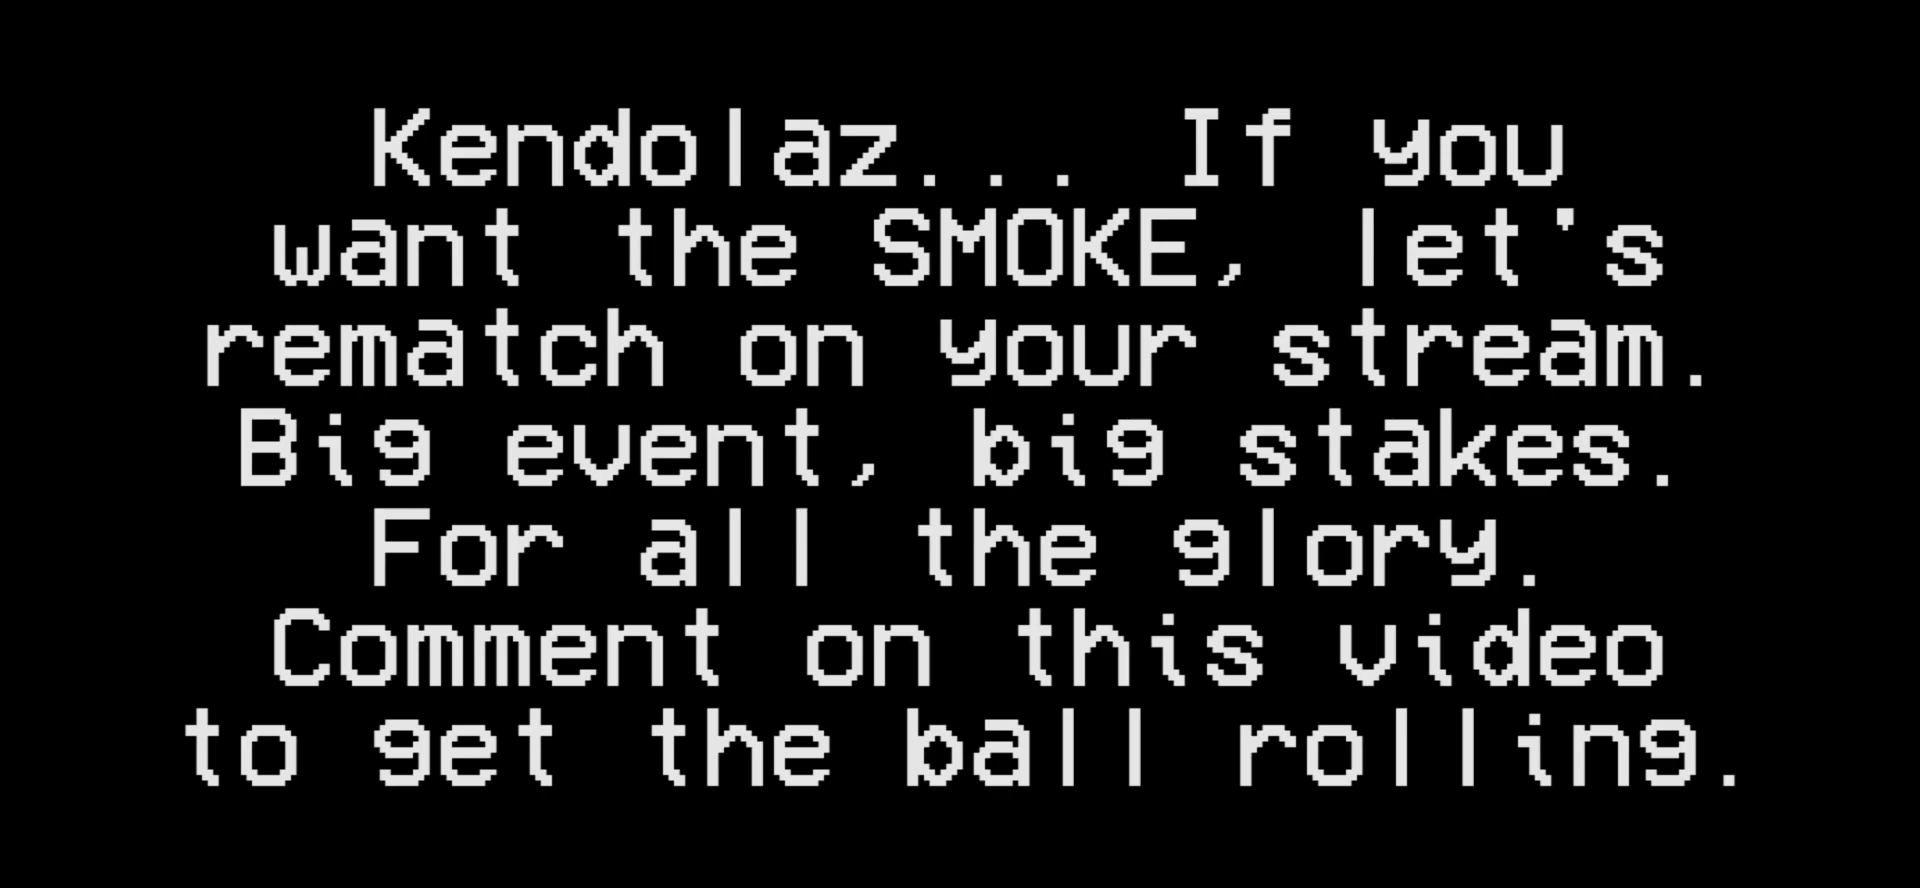 Kendolaz... If you
want the SMOKE, let's
rematch on your stream.
Big event, big stakes.
For all the glory.
Comment on this video
to get the ball rolling.